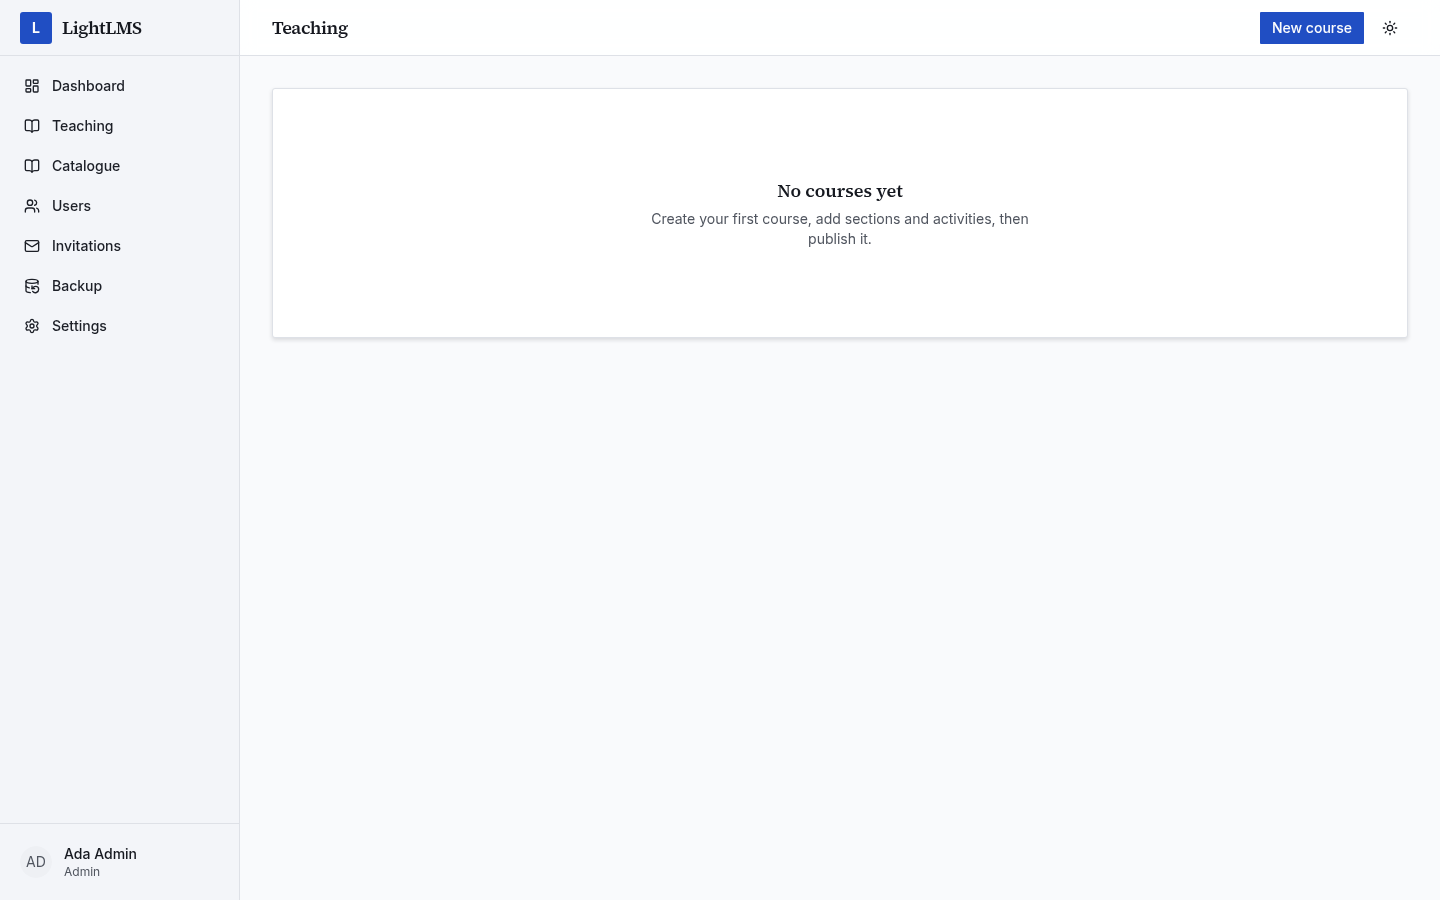 L
LightLMS
Teaching
New course
Dashboard
Teaching
Catalogue
Users
Invitations
Backup
Settings
No courses yet
Create your first course, add sections and activities, then
publish it.
AD
Ada Admin
Admin